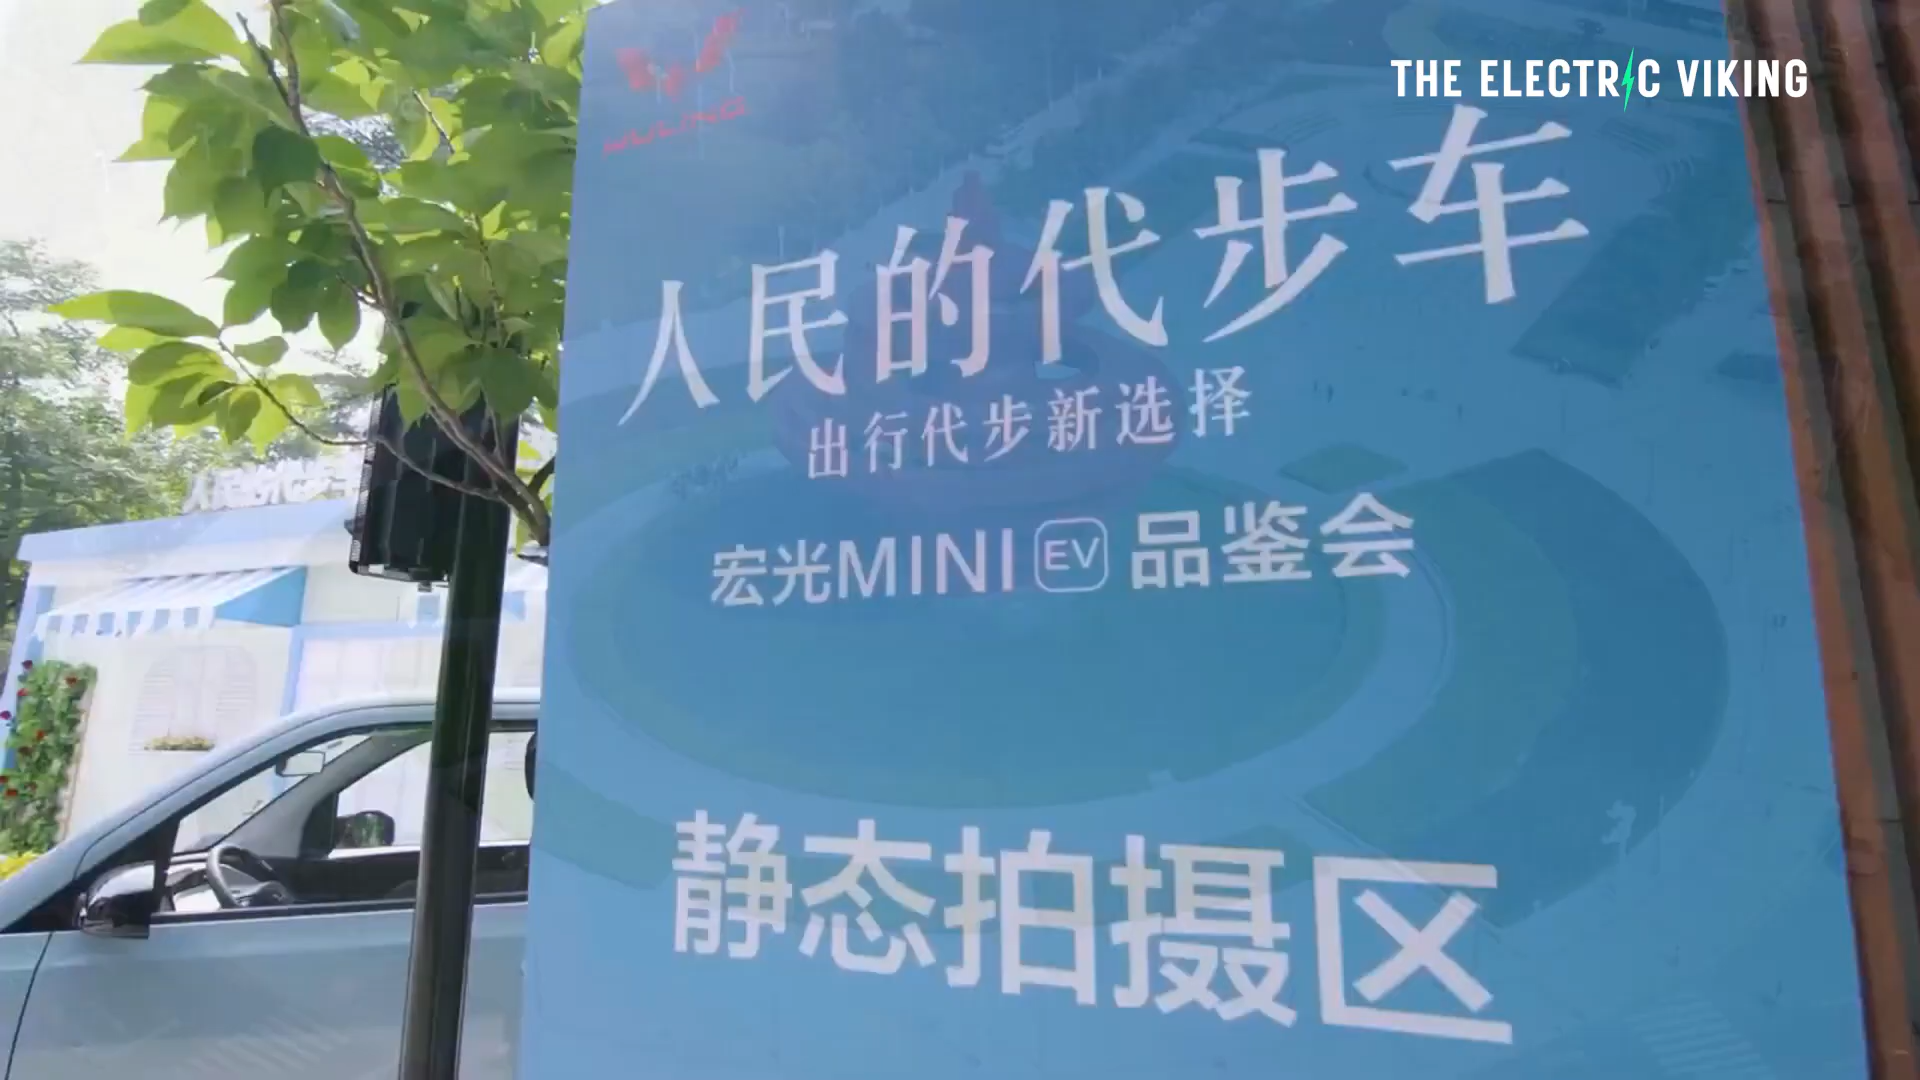 THE ELECTRIC VIKING
人民的代步车
出行代步新选择
宏光MINI EV 品鉴会
静态拍摄区